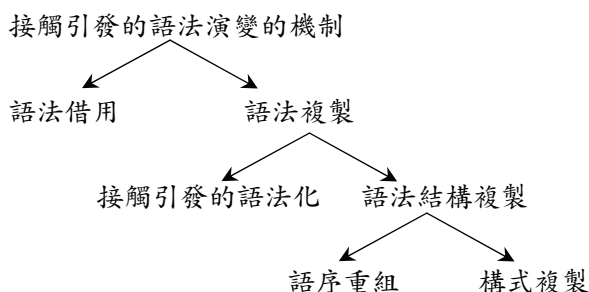 接觸引發的語法演變的機制
語法借用 語法複製
接觸引發的語法化 語法結構複製
語序重組 構式複製